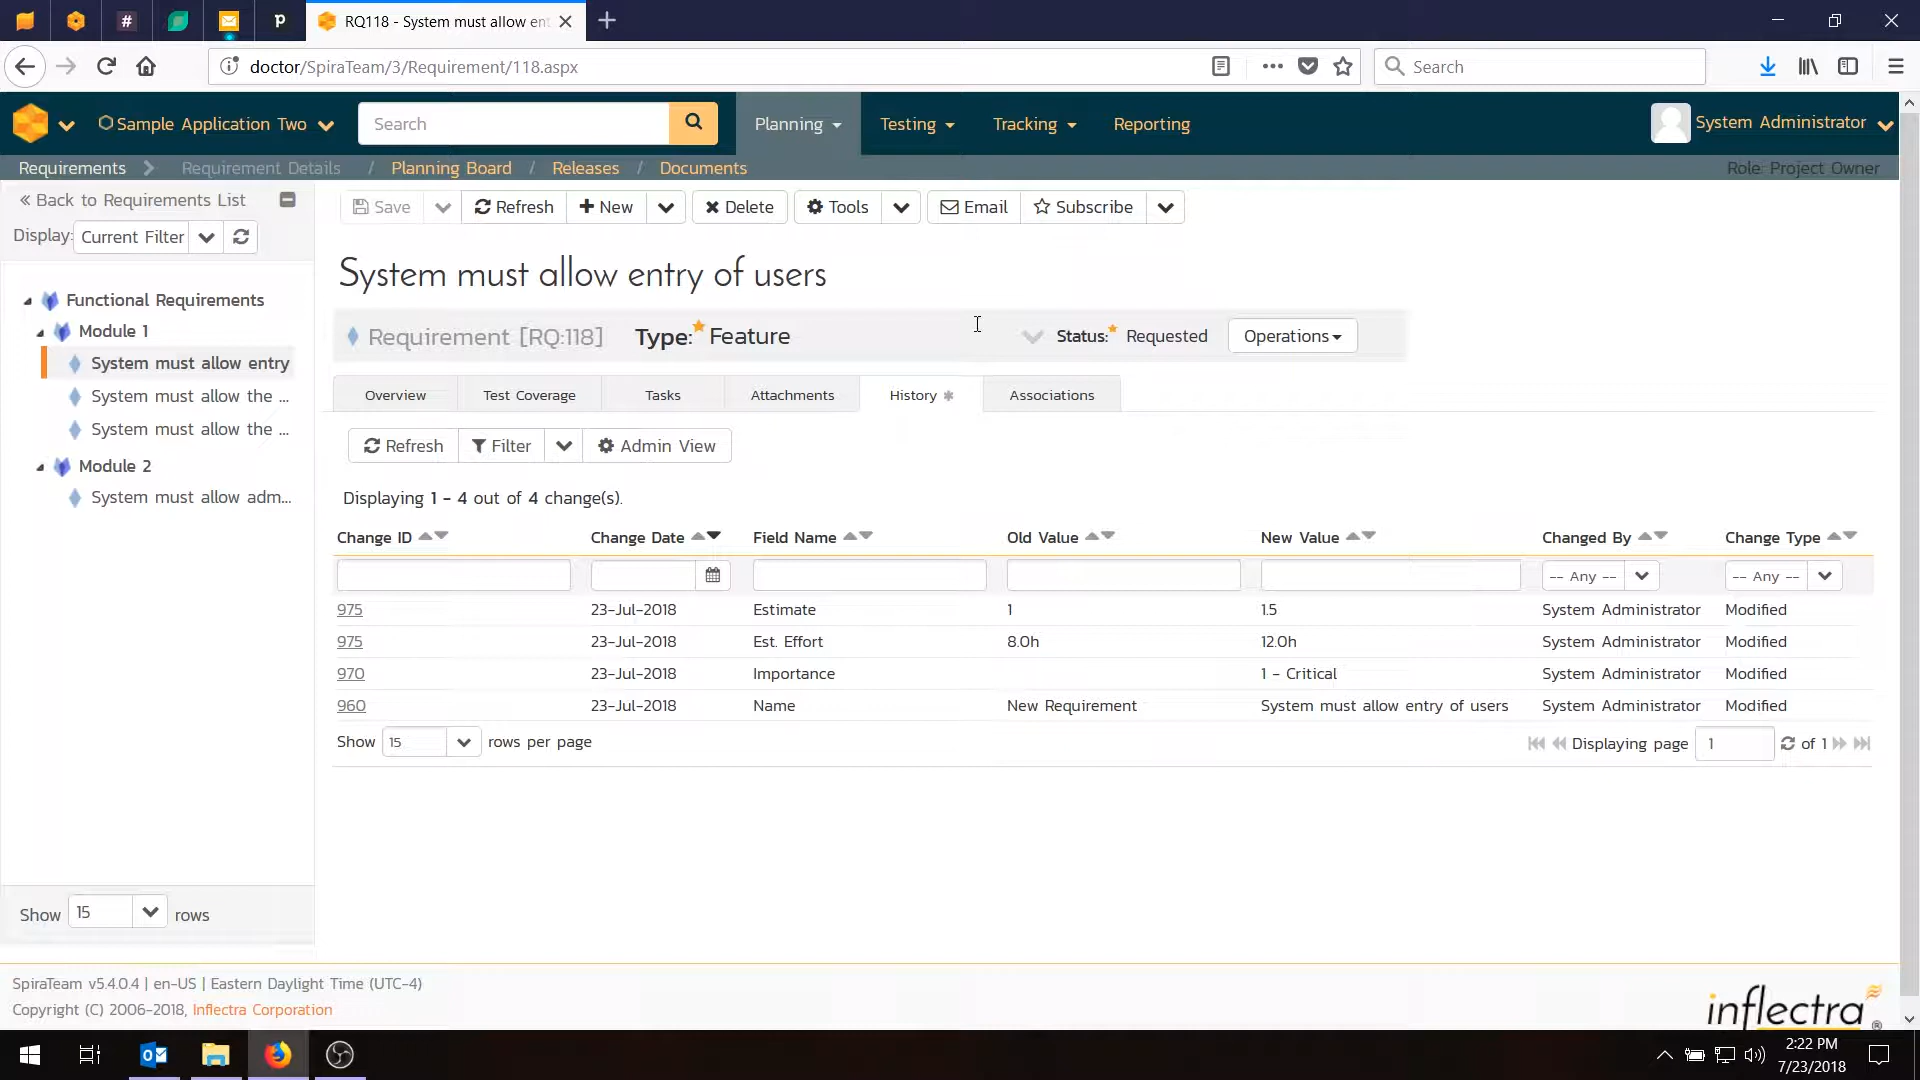 #
p
RQ118 - System must allow ent
doctor/SpiraTeam/3/Requirement/118.aspx
Search
Sample Application Two
Search
Planning
Testing
Tracking
Reporting
System Administrator
Requirements
Requirement Details
/
Planning Board
/
Releases
/
Documents
Role: Project Owner
« Back to Requirements List
Display:
Current Filter
Functional Requirements
Module 1
System must allow entry
System must allow the ...
System must allow the ...
Module 2
System must allow adm...
Show 15 rows
Save
Refresh
New
Delete
Tools
Email
Subscribe
System must allow entry of users
Requirement [RQ:118]
Type: Feature
Status: Requested
Operations
Overview
Test Coverage
Tasks
Attachments
History
Associations
Refresh
Filter
Admin View
Displaying 1 - 4 out of 4 change(s).
Change ID Change Date Field Name Old Value New Value Changed By Change Type
-- Any -- -- Any --
975 23-Jul-2018 Estimate 1 1.5 System Administrator Modified
975 23-Jul-2018 Est. Effort 8.0h 12.0h System Administrator Modified
970 23-Jul-2018 Importance 1 - Critical System Administrator Modified
960 23-Jul-2018 Name New Requirement System must allow entry of users System Administrator Modified
Show 15 rows per page
Displaying page 1 of 1
SpiraTeam v5.4.0.4 | en-US | Eastern Daylight Time (UTC-4)
Copyright (C) 2006-2018, Inflectra Corporation
inflectra®
2:22 PM
7/23/2018